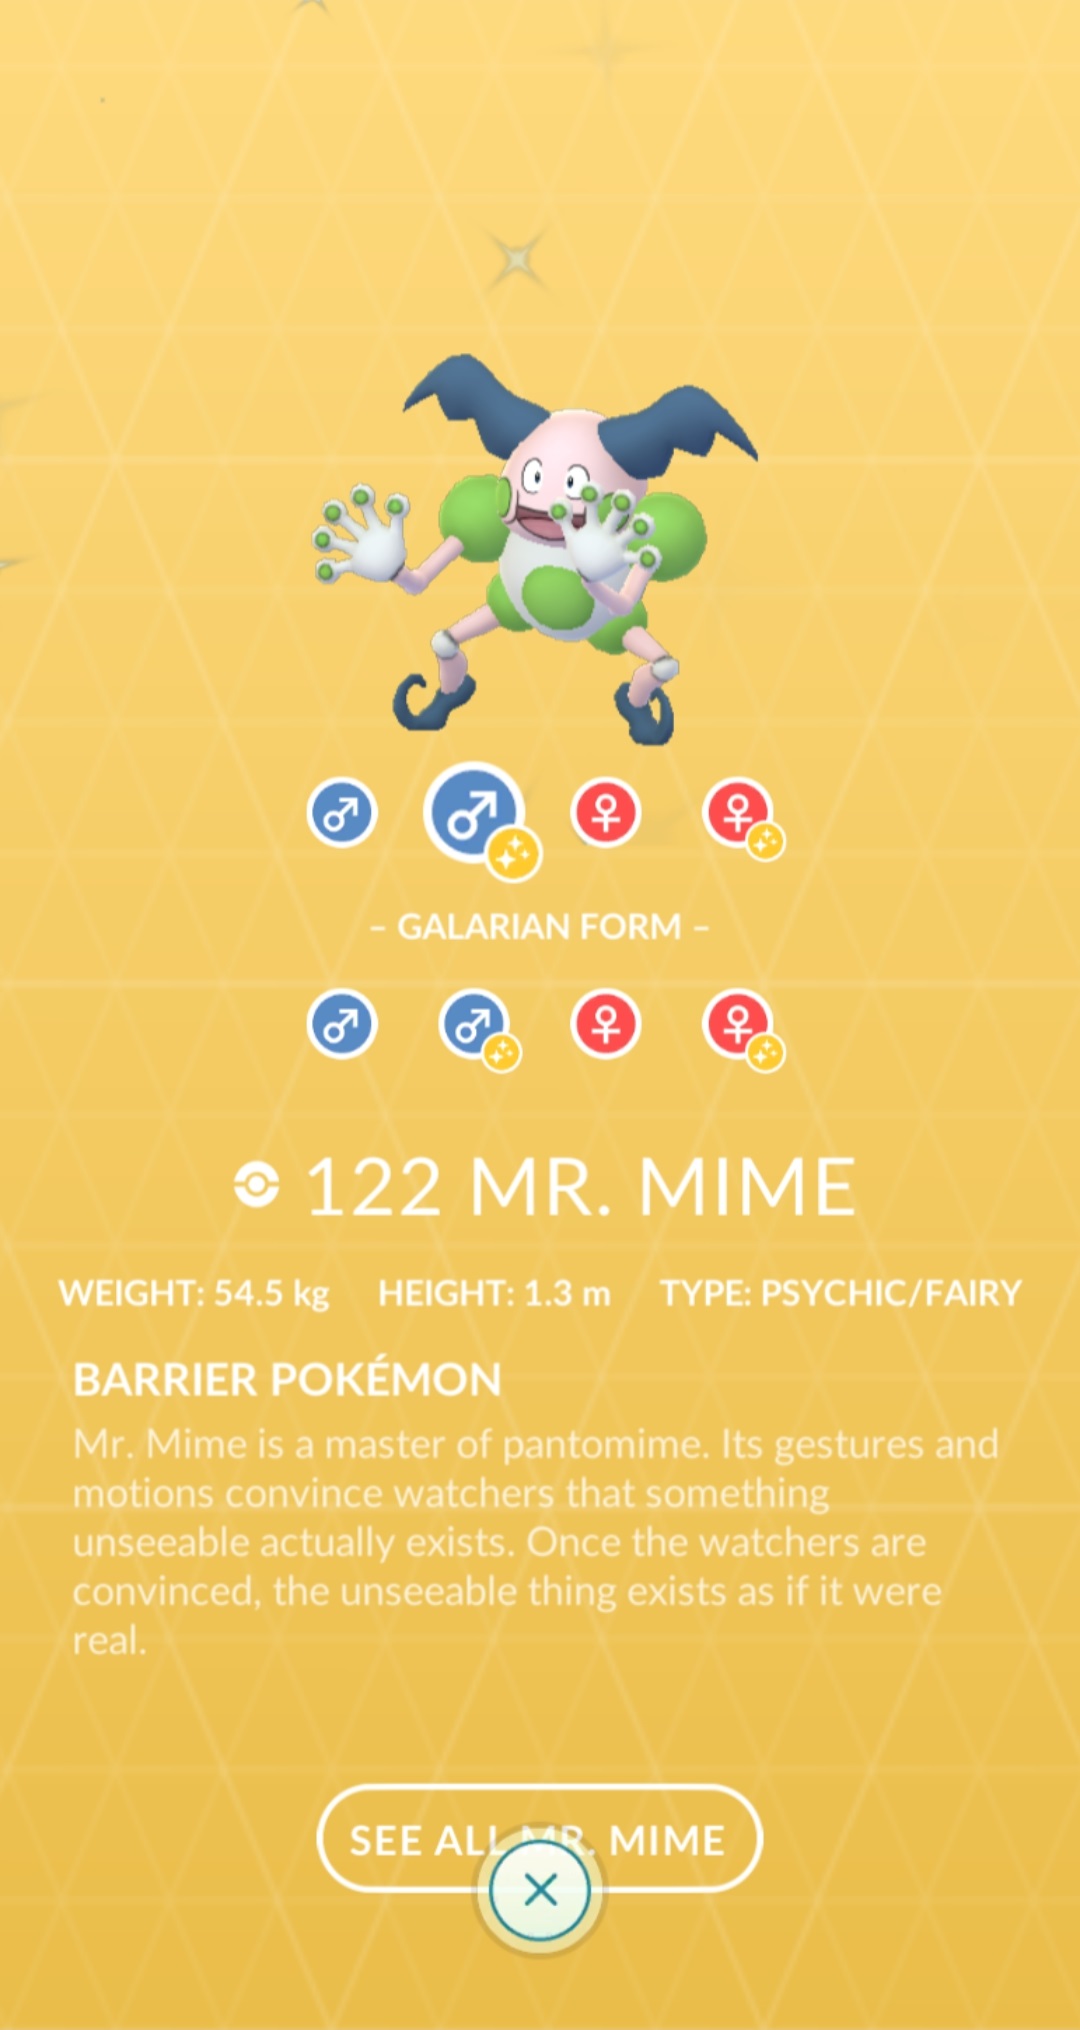 – GALARIAN FORM –
122 MR. MIME
WEIGHT: 54.5 kg HEIGHT: 1.3 m TYPE: PSYCHIC/FAIRY
BARRIER POKÉMON
Mr. Mime is a master of pantomime. Its gestures and
motions convince watchers that something
unseeable actually exists. Once the watchers are
convinced, the unseeable thing exists as if it were
real.
SEE ALL MR. MIME